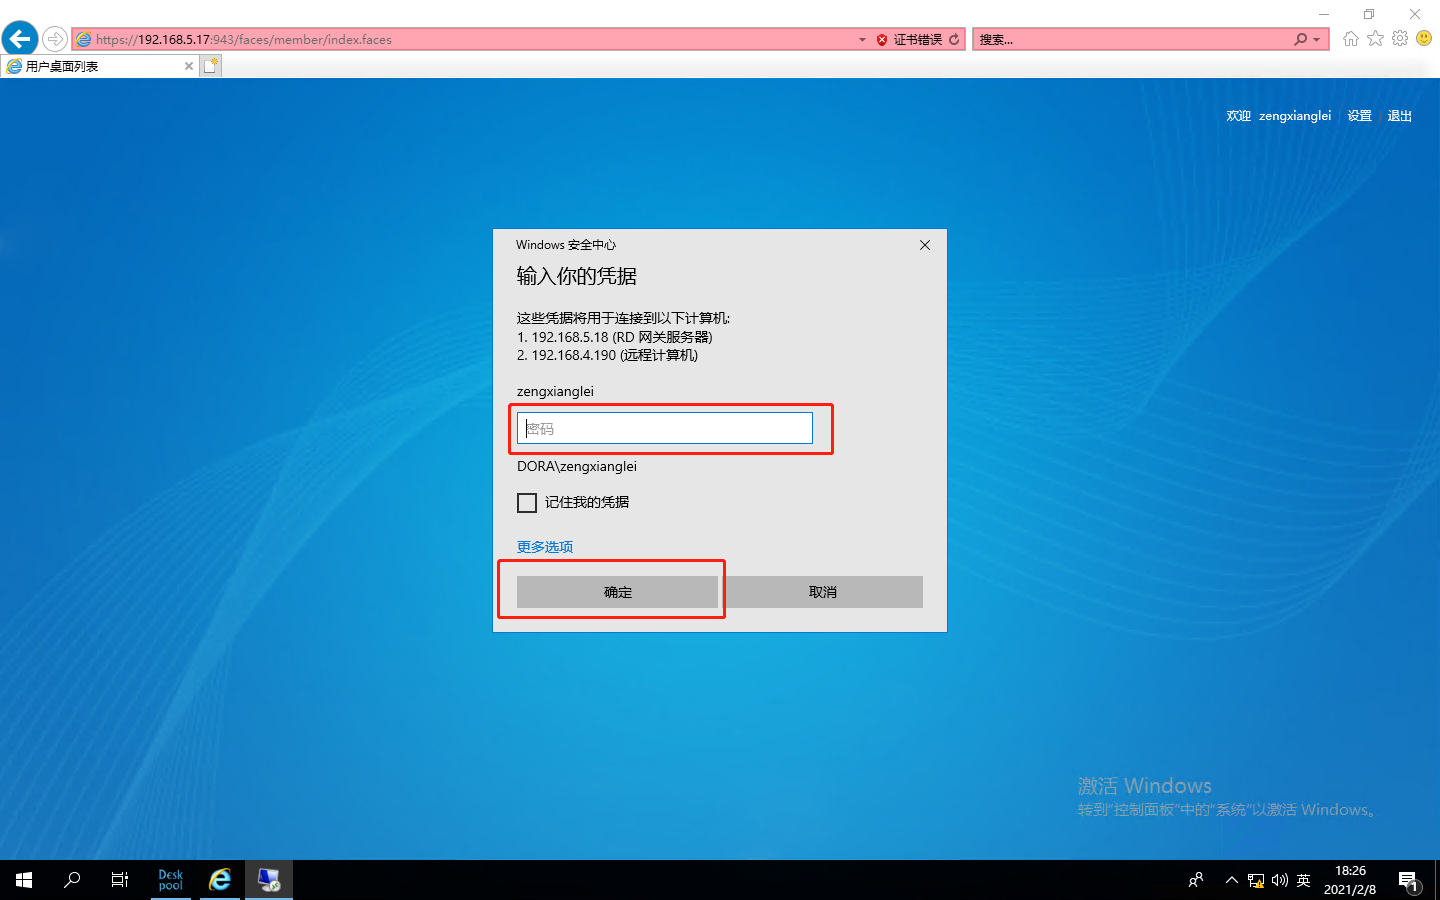 https://192.168.5.17:943/faces/member/index.faces
证书错误
搜索...
用户桌面列表
欢迎 zengxianglei 设置 退出
Windows 安全中心
输入你的凭据
这些凭据将用于连接到以下计算机:
1. 192.168.5.18 (RD 网关服务器)
2. 192.168.4.190 (远程计算机)
zengxianglei
密码
DORA\zengxianglei
记住我的凭据
更多选项
确定
取消
激活 Windows
转到"控制面板"中的"系统"以激活 Windows。
Desk
pool
英
18:26
2021/2/8
1